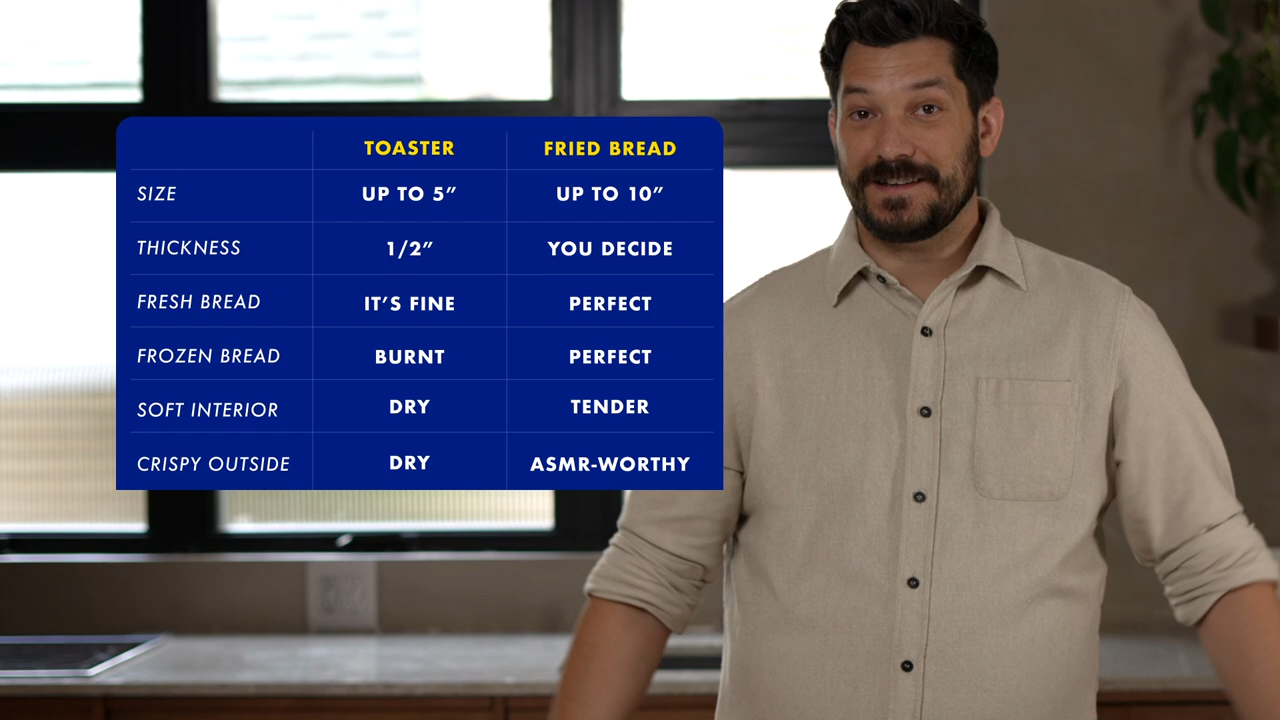 TOASTER FRIED BREAD
SIZE UP TO 5” UP TO 10”
THICKNESS 1/2” YOU DECIDE
FRESH BREAD IT’S FINE PERFECT
FROZEN BREAD BURNT PERFECT
SOFT INTERIOR DRY TENDER
CRISPY OUTSIDE DRY ASMR-WORTHY